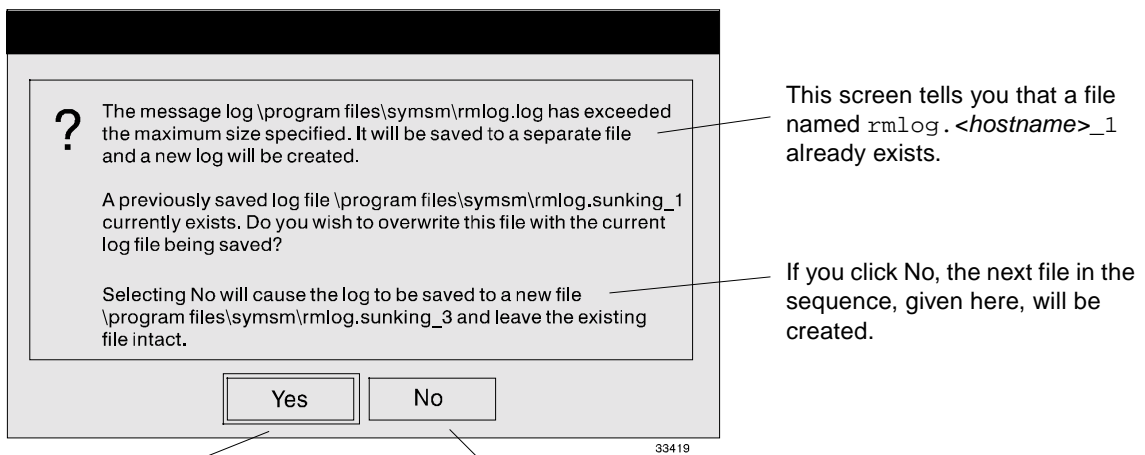 ?
The message log \program files\symsm\rmlog.log has exceeded
the maximum size specified. It will be saved to a separate file
and a new log will be created.
A previously saved log file \program files\symsm\rmlog.sunking_1
currently exists. Do you wish to overwrite this file with the current
log file being saved?
Selecting No will cause the log to be saved to a new file
\program files\symsm\rmlog.sunking_3 and leave the existing
file intact.
Yes
No
33419
This screen tells you that a file
named rmlog.<hostname>_1
already exists.
If you click No, the next file in the
sequence, given here, will be
created.